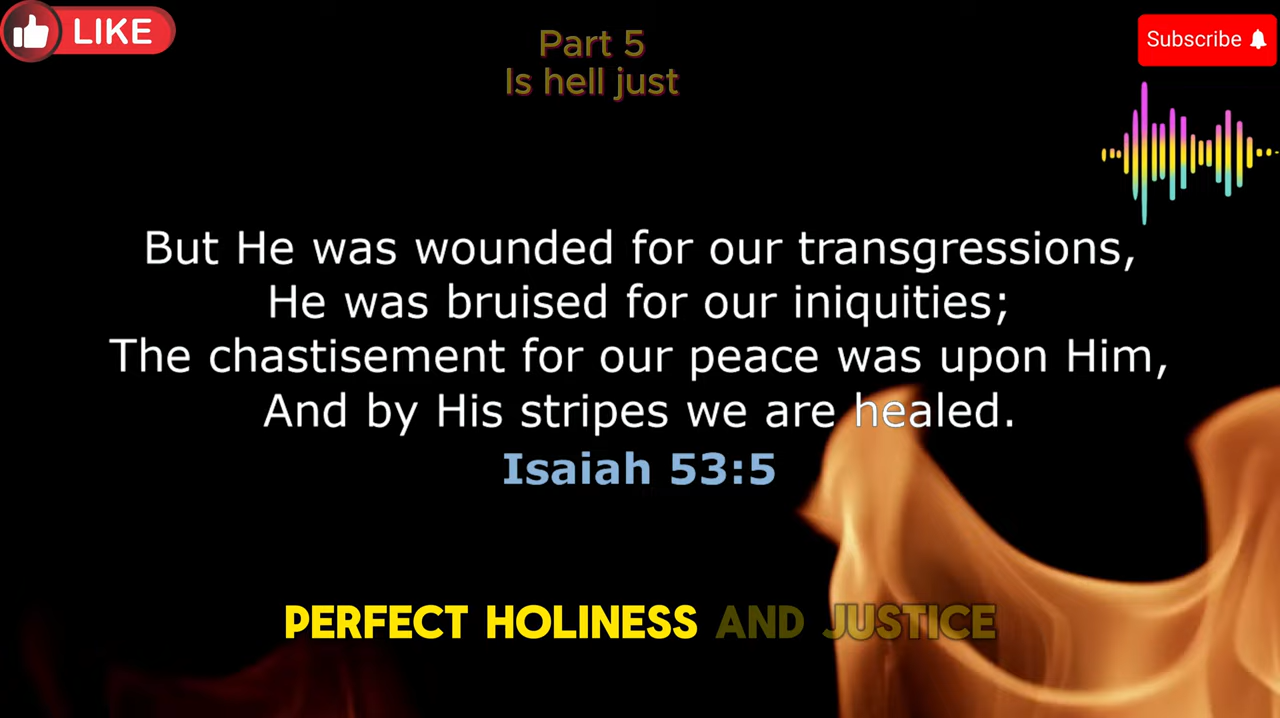 LIKE
Part 5
Is hell just
Subscribe
But He was wounded for our transgressions,
He was bruised for our iniquities;
The chastisement for our peace was upon Him,
And by His stripes we are healed.
Isaiah 53:5
PERFECT HOLINESS AND JUSTICE